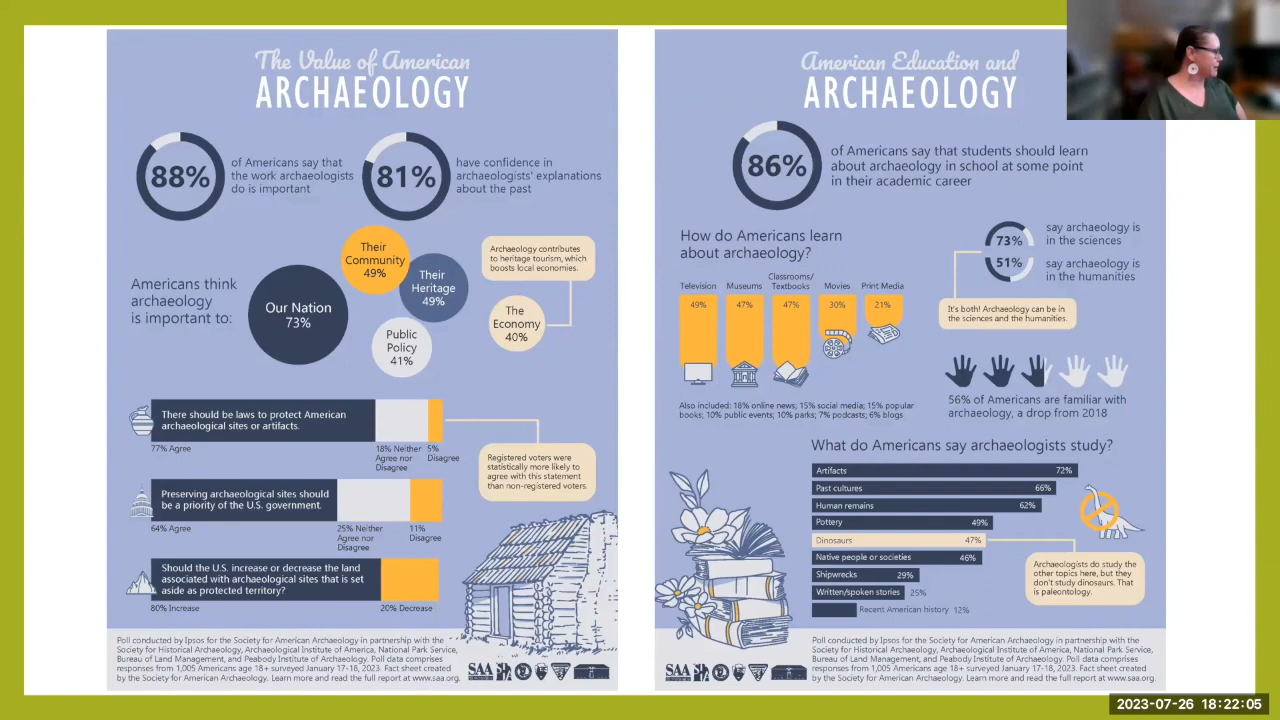 The Value of American
ARCHAEOLOGY
88%
of Americans say that
the work archaeologists
do is important
81%
have confidence in
archaeologists' explanations
about the past
Americans think
archaeology
is important to:
Our Nation
73%
Their
Community
49%
Their
Heritage
49%
Public
Policy
41%
Archaeology contributes
to heritage tourism, which
boosts local economies.
The
Economy
40%
There should be laws to protect American
archaeological sites or artifacts.
77% Agree
18% Neither
Agree nor
Disagree
5%
Disagree
Registered voters were
statistically more likely to
agree with this statement
than non-registered voters.
Preserving archaeological sites should
be a priority of the U.S. government.
64% Agree
25% Neither
Agree nor
Disagree
11%
Disagree
Should the U.S. increase or decrease the land
associated with archaeological sites that is set
aside as protected territory?
80% Increase
20% Decrease
Poll conducted by Ipsos for the Society for American Archaeology in partnership with the
Society for Historical Archaeology, Archaeological Institute of America, National Park Service,
Bureau of Land Management, and Peabody Institute of Archaeology. Poll data comprises
responses from 1,005 Americans age 18+ surveyed January 17-18, 2023. Fact sheet created
by the Society for American Archaeology. Learn more and read the full report at www.saa.org.
SAA
American Education and
ARCHAEOLOGY
86%
of Americans say that students should learn
about archaeology in school at some point
in their academic career
How do Americans learn
about archaeology?
Television
49%
Museums
47%
Classrooms/
Textbooks
47%
Movies
30%
Print Media
21%
Also included: 18% online news; 15% social media; 15% popular
books; 10% public events; 10% parks; 7% podcasts; 6% blogs
73%
say archaeology is
in the sciences
51%
say archaeology is
in the humanities
It's both! Archaeology can be in
the sciences and the humanities.
56% of Americans are familiar with
archaeology, a drop from 2018
What do Americans say archaeologists study?
Artifacts 72%
Past cultures 66%
Human remains 62%
Pottery 49%
Dinosaurs 47%
Native people or societies 46%
Shipwrecks 29%
Written/spoken stories 25%
Recent American history 12%
Archaeologists do study the
other topics here, but they
don't study dinosaurs. That
is paleontology.
Poll conducted by Ipsos for the Society for American Archaeology in partnership with the
Society for Historical Archaeology, Archaeological Institute of America, National Park Service,
Bureau of Land Management, and Peabody Institute of Archaeology. Poll data comprises
responses from 1,005 Americans age 18+ surveyed January 17-18, 2023. Fact sheet created
by the Society for American Archaeology. Learn more and read the full report at www.saa.org.
SAA
2023-07-26 18:22:05